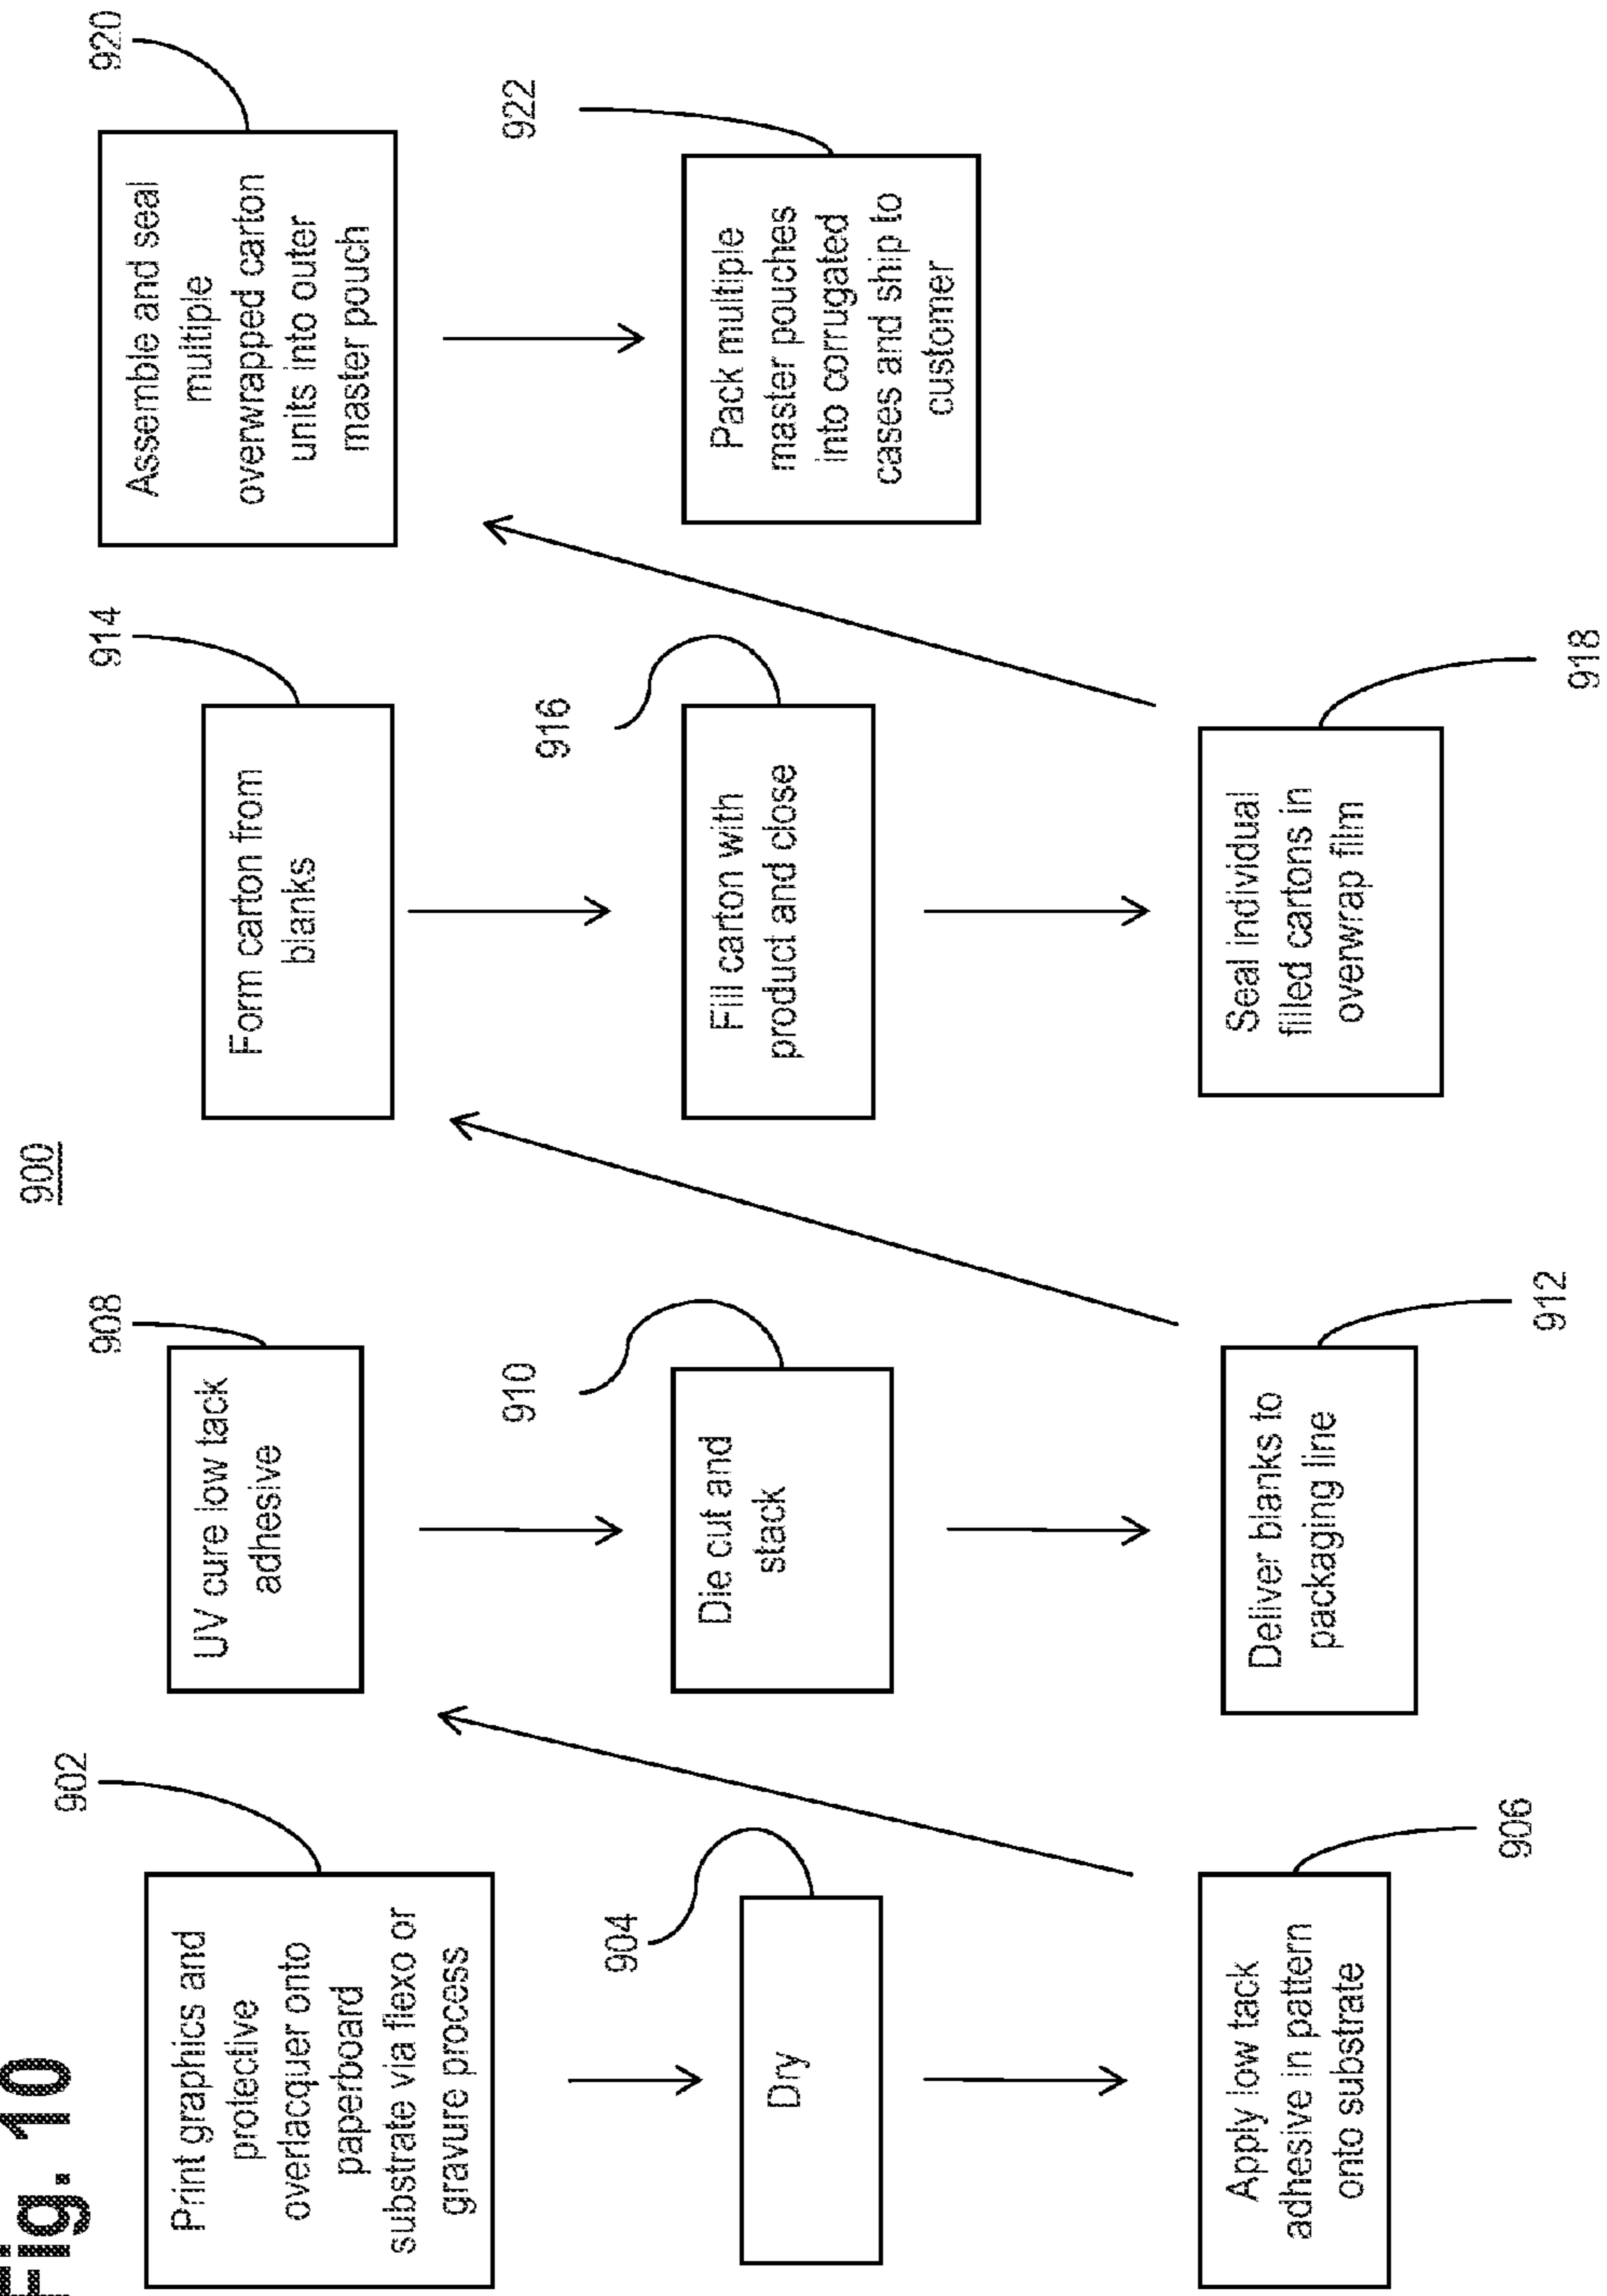 Fig. 10
900
902
Print graphics and
protective
overlacquer onto
paperboard
substrate via flexo or
gravure process
904
Dry
906
Apply low tack
adhesive in pattern
onto substrate
908
UV cure low tack
adhesive
910
Die cut and
stack
912
Deliver blanks to
packaging line
914
Form carton from
blanks
916
Fill carton with
product and close
918
Seal individual
filled cartons in
overwrap film
920
Assemble and seal
multiple
overwrapped carton
units into outer
master pouch
922
Pack multiple
master pouches
into corrugated
cases and ship to
customer